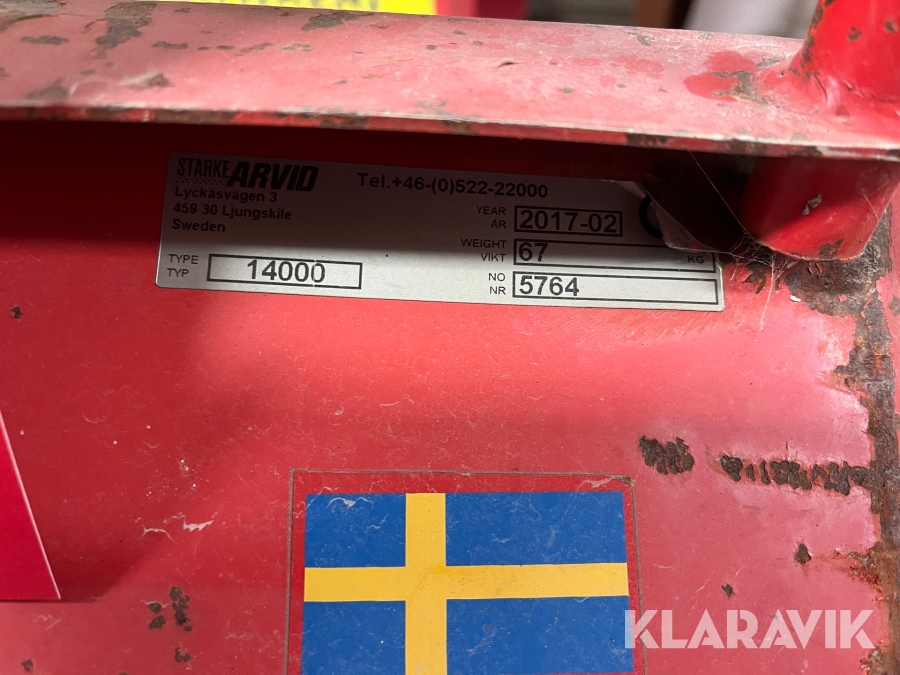 STARKE ARVID
Lyckåsvägen 3
459 30 Ljungskile
Sweden
Tel.+46-(0)522-22000
YEAR
ÅR
2017-02
WEIGHT
VIKT
67
KG
TYPE
TYP
14000
NO
NR
5764
KLARAVIK